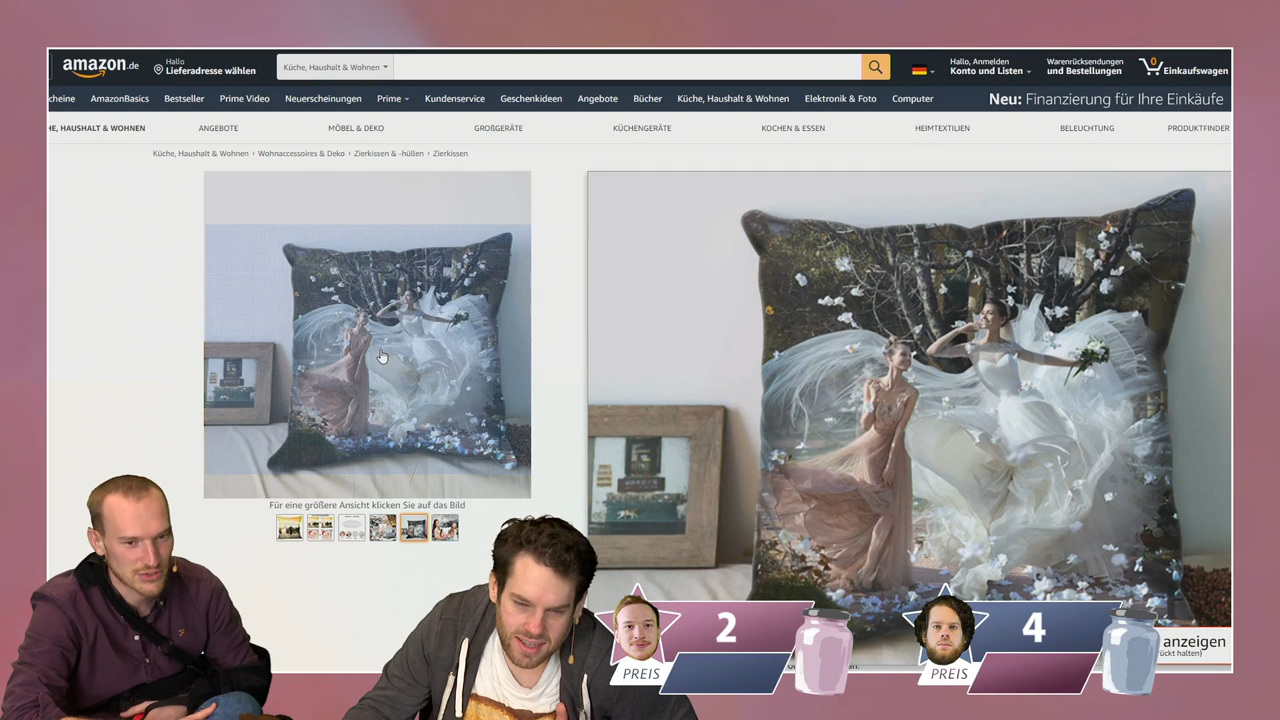 amazon.de
Hallo
Lieferadresse wählen
Küche, Haushalt & Wohnen
Hallo, Anmelden
Konto und Listen
Warenrücksendungen
und Bestellungen
0
Einkaufswagen
cheine
AmazonBasics
Bestseller
Prime Video
Neuerscheinungen
Prime
Kundenservice
Geschenkideen
Angebote
Bücher
Küche, Haushalt & Wohnen
Elektronik & Foto
Computer
Neu: Finanzierung für Ihre Einkäufe
HE, HAUSHALT & WOHNEN
ANGEBOTE
MÖBEL & DEKO
GROßGERÄTE
KÜCHENGERÄTE
KOCHEN & ESSEN
HEIMTEXTILIEN
BELEUCHTUNG
PRODUKTFINDER
Küche, Haushalt & Wohnen › Wohnaccessoires & Deko › Zierkissen & -hüllen › Zierkissen
Für eine größere Ansicht klicken Sie auf das Bild
2
PREIS
4
PREIS
anzeigen
rückt halten)